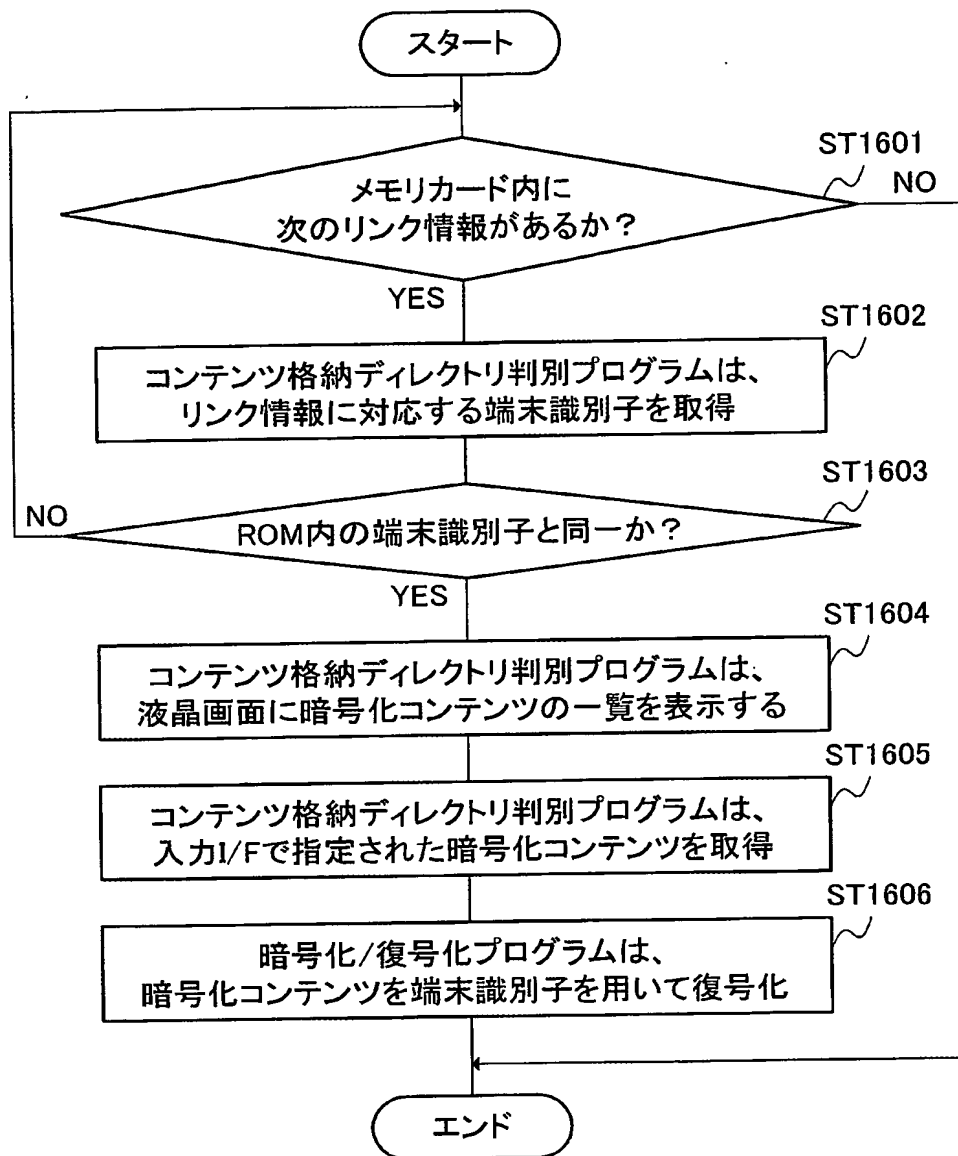 スタート
ST1601
メモリカード内に
次のリンク情報があるか？
NO
YES
ST1602
コンテンツ格納ディレクトリ判別プログラムは、
リンク情報に対応する端末識別子を取得
ST1603
NO
ROM内の端末識別子と同一か？
YES
ST1604
コンテンツ格納ディレクトリ判別プログラムは、
液晶画面に暗号化コンテンツの一覧を表示する
ST1605
コンテンツ格納ディレクトリ判別プログラムは、
入力I/Fで指定された暗号化コンテンツを取得
ST1606
暗号化/復号化プログラムは、
暗号化コンテンツを端末識別子を用いて復号化
エンド